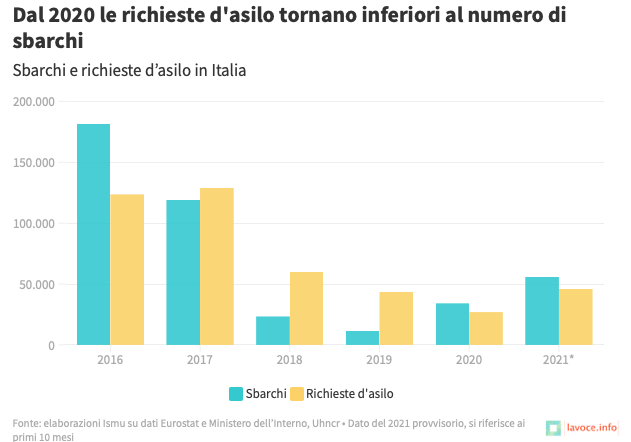 Dal 2020 le richieste d'asilo tornano inferiori al numero di
sbarchi
Sbarchi e richieste d’asilo in Italia
200.000
150.000
100.000
50.000
0
2016 2017 2018 2019 2020 2021*
Sbarchi Richieste d'asilo
Fonte: elaborazioni Ismu su dati Eurostat e Ministero dell'Interno, Uhncr • Dato del 2021 provvisorio, si riferisce ai
primi 10 mesi
lavoce.info